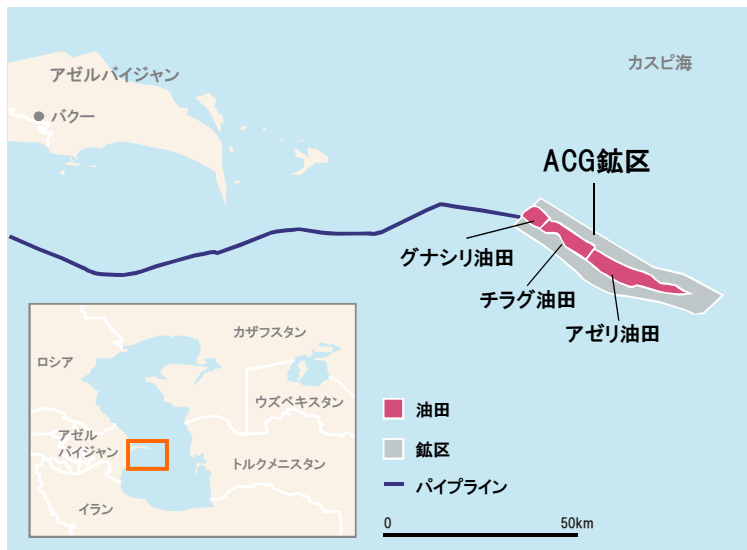 アゼルバイジャン
バクー
カスピ海
ACG鉱区
グナシリ油田
チラグ油田
アゼリ油田
カザフスタン
ロシア
ウズベキスタン
アゼル
バイジャン
トルクメニスタン
イラン
油田
鉱区
パイプライン
0 50km